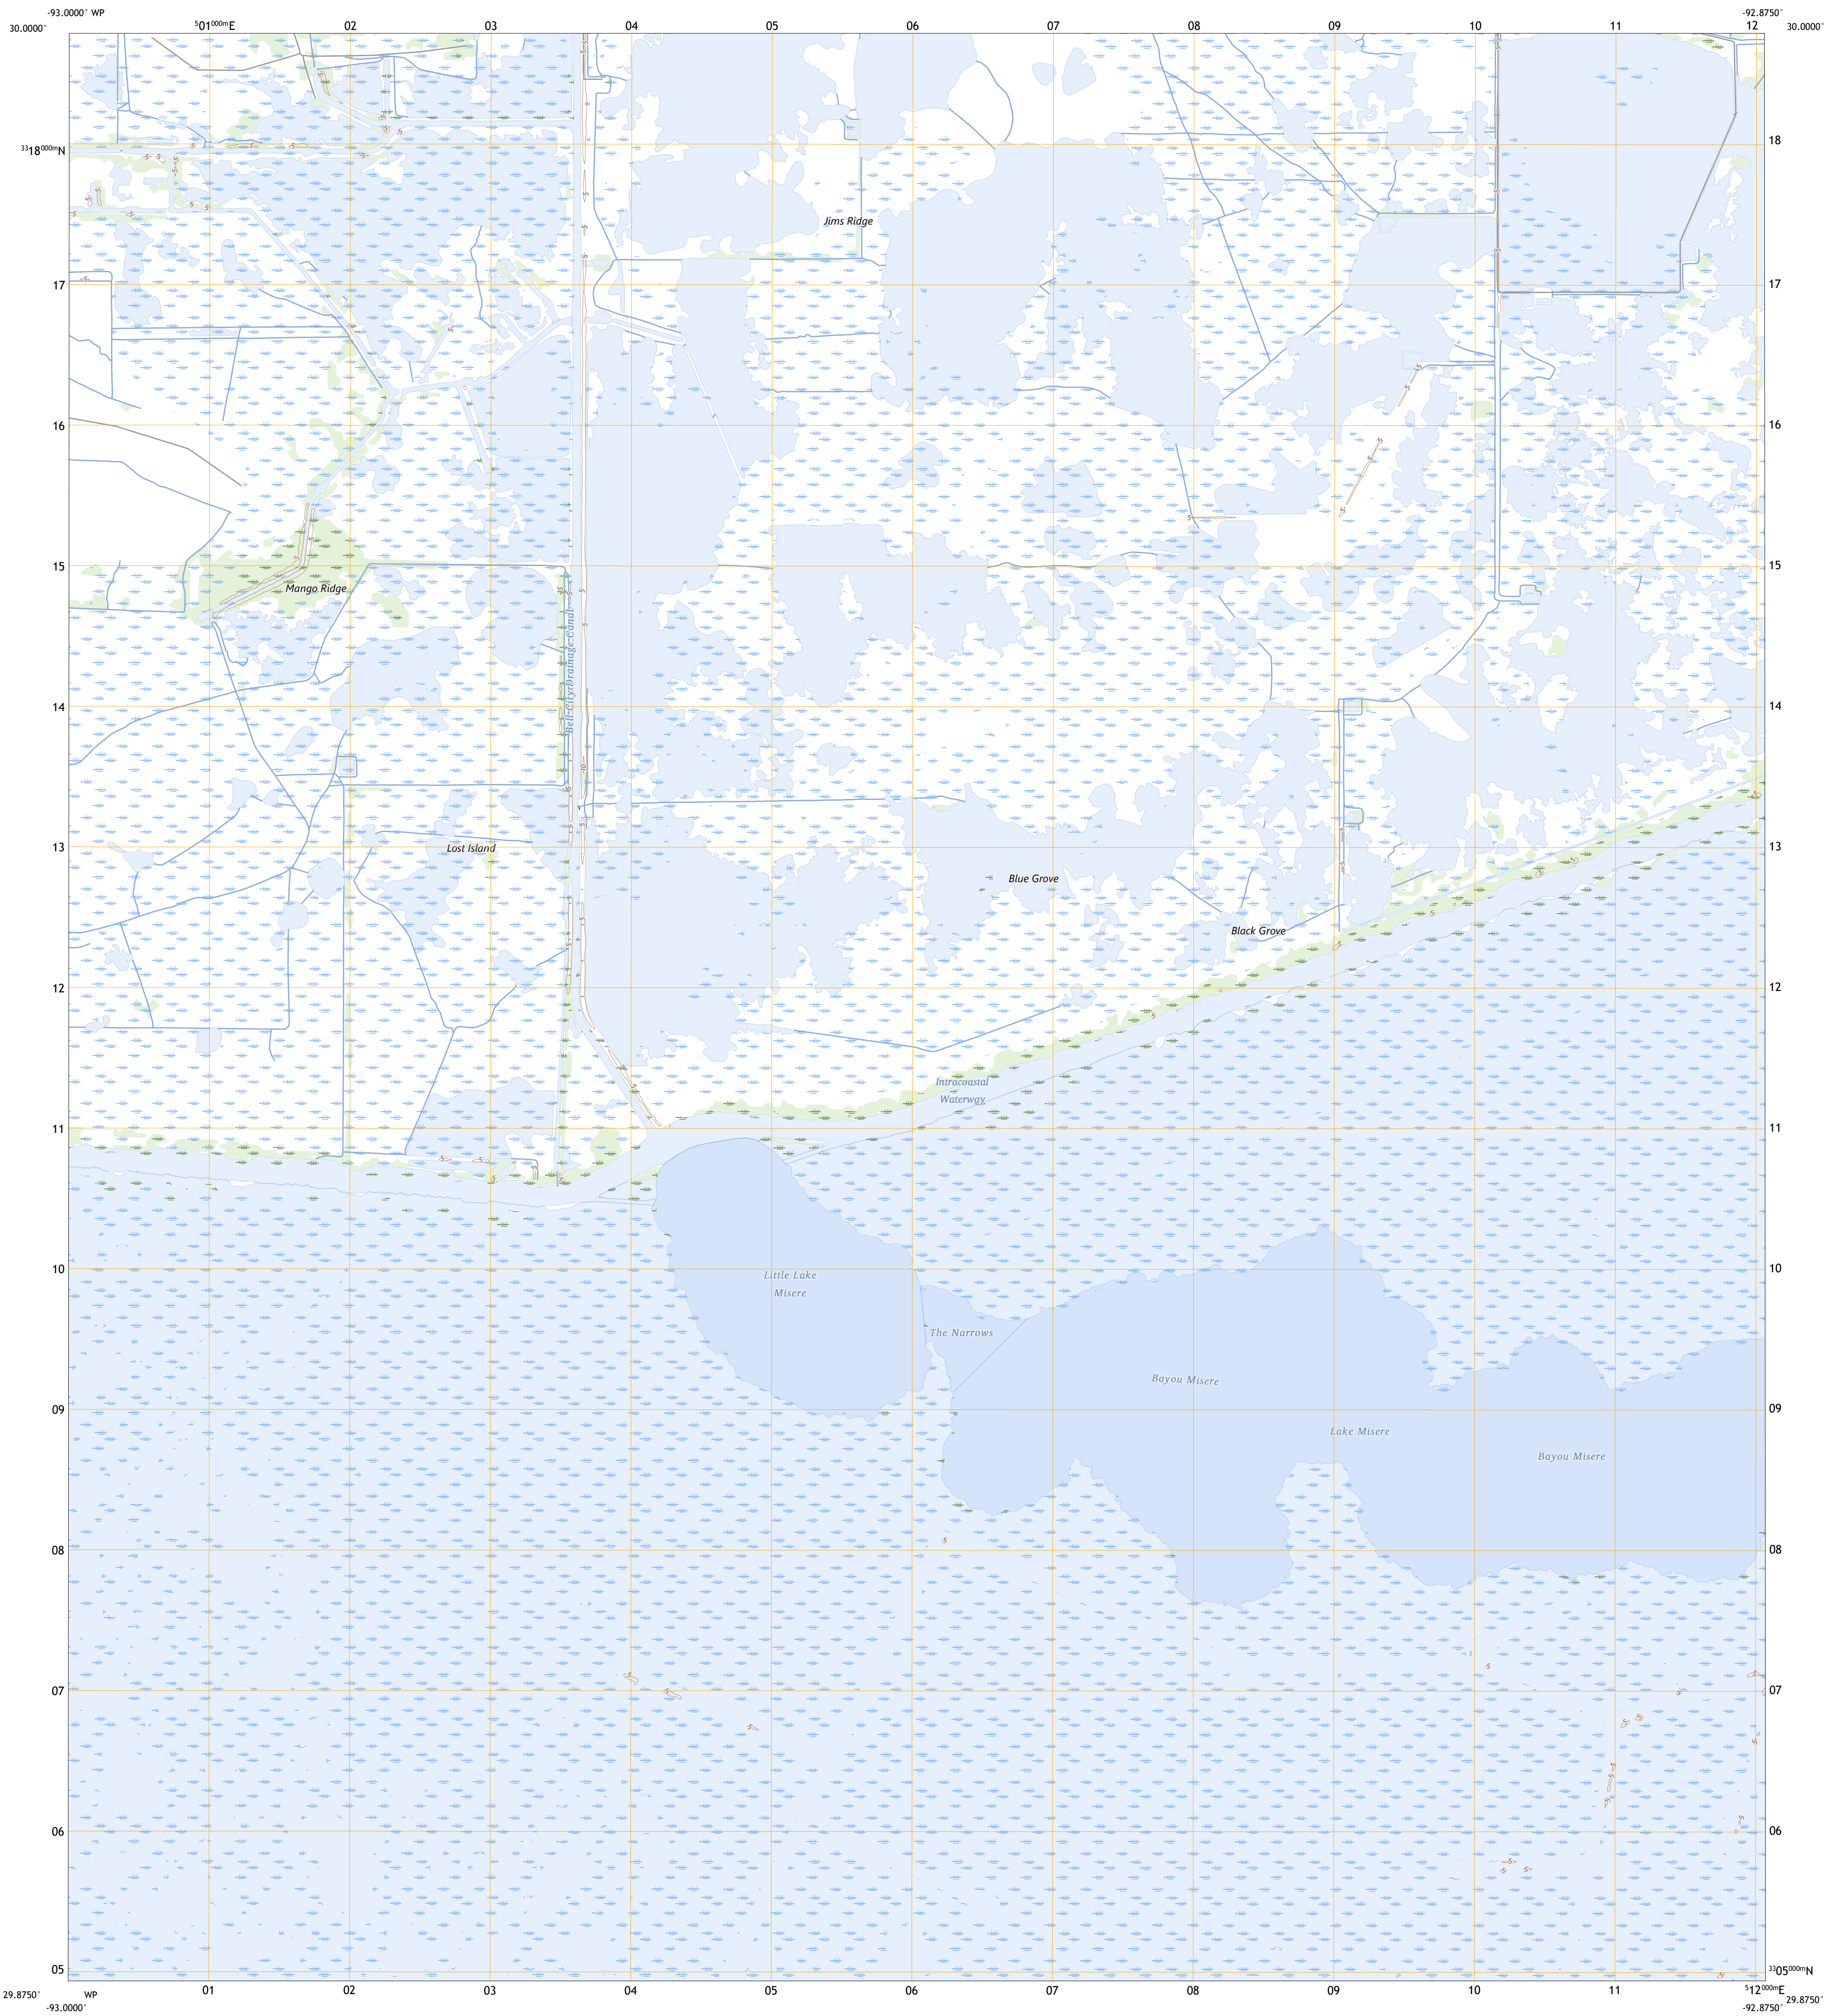 -93.0000° WP
-92.8750°
30.0000°
⁵01⁰⁰⁰ᵐE 02 03 04 05 06 07 08 09 10 11 12
30.0000°
³³18⁰⁰⁰ᵐN
18
Jims Ridge
17
17
16
16
15
15
Mango Ridge
Bell City Drainage Canal
14
14
13
13
Lost Island
Blue Grove
Black Grove
12
12
Intracoastal
Waterway
11
11
10
10
Little Lake
Misere
The Narrows
Bayou Misere
09
09
Lake Misere
Bayou Misere
08
08
07
07
06
06
05
³³05⁰⁰⁰ᵐN
29.8750° WP
01 02 03 04 05 06 07 08 09 10 11 ⁵12⁰⁰⁰ᵐE
29.8750°
-93.0000°
-92.8750°